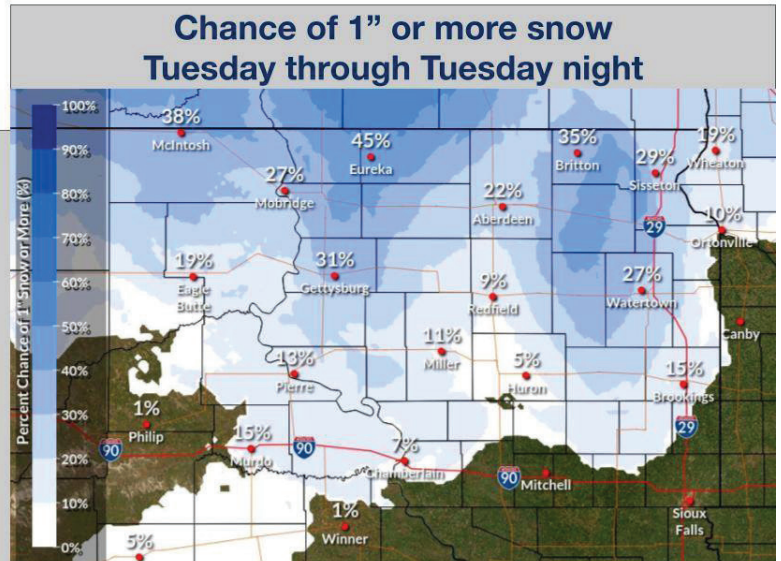 Chance of 1” or more snow
Tuesday through Tuesday night
Percent Chance of 1" Snow or More (%)
100%
90%
80%
70%
60%
50%
40%
30%
20%
10%
0%
38%
McIntosh
45%
Eureka
35%
Britton
29%
Sisseton
19%
Wheaton
27%
Mobridge
22%
Aberdeen
29
10%
Ortonville
19%
Eagle
Butte
31%
Gettysburg
9%
Redfield
27%
Watertown
Canby
11%
Miller
13%
Pierre
5%
Huron
15%
Brookings
1%
Philip
90
15%
Murdo
90
7%
Chamberlain
29
90
Mitchell
Sioux
Falls
1%
Winner
5%